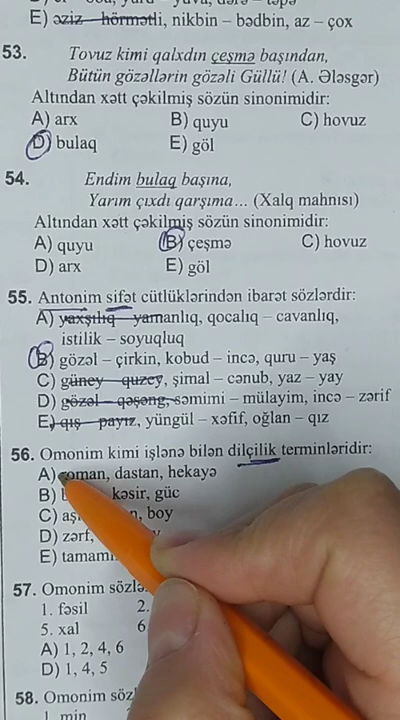 E) əziz – hörmətli, nikbin – bədbin, az – çox
53. Tovuz kimi qalxdın çeşmə başından,
Bütün gözəllərin gözəli Güllü! (A. Ələsgər)
Altından xətt çəkilmiş sözün sinonimidir:
A) arx B) quyu C) hovuz
D) bulaq E) göl
54. Endim bulaq başına,
Yarım çıxdı qarşıma... (Xalq mahnısı)
Altından xətt çəkilmiş sözün sinonimidir:
A) quyu B) çeşmə C) hovuz
D) arx E) göl
55. Antonim sifət cütlüklərindən ibarət sözlərdir:
A) yaxşılıq – yamanlıq, qocalıq – cavanlıq,
istilik – soyuqluq
B) gözəl – çirkin, kobud – incə, quru – yaş
C) güney – quzey, şimal – cənub, yaz – yay
D) gözəl – qəşəng, səmimi – mülayim, incə – zərif
E) qış – payız, yüngül – xəfif, oğlan – qız
56. Omonim kimi işlənə bilən dilçilik terminləridir:
A) roman, dastan, hekayə
B) kəsir, güc
C) boy
D) zərf,
E)
57. Omonim
1. fəsil 2.
5. xal 6
A) 1, 2, 4, 6
D) 1, 4, 5
58. Omonim
1. min